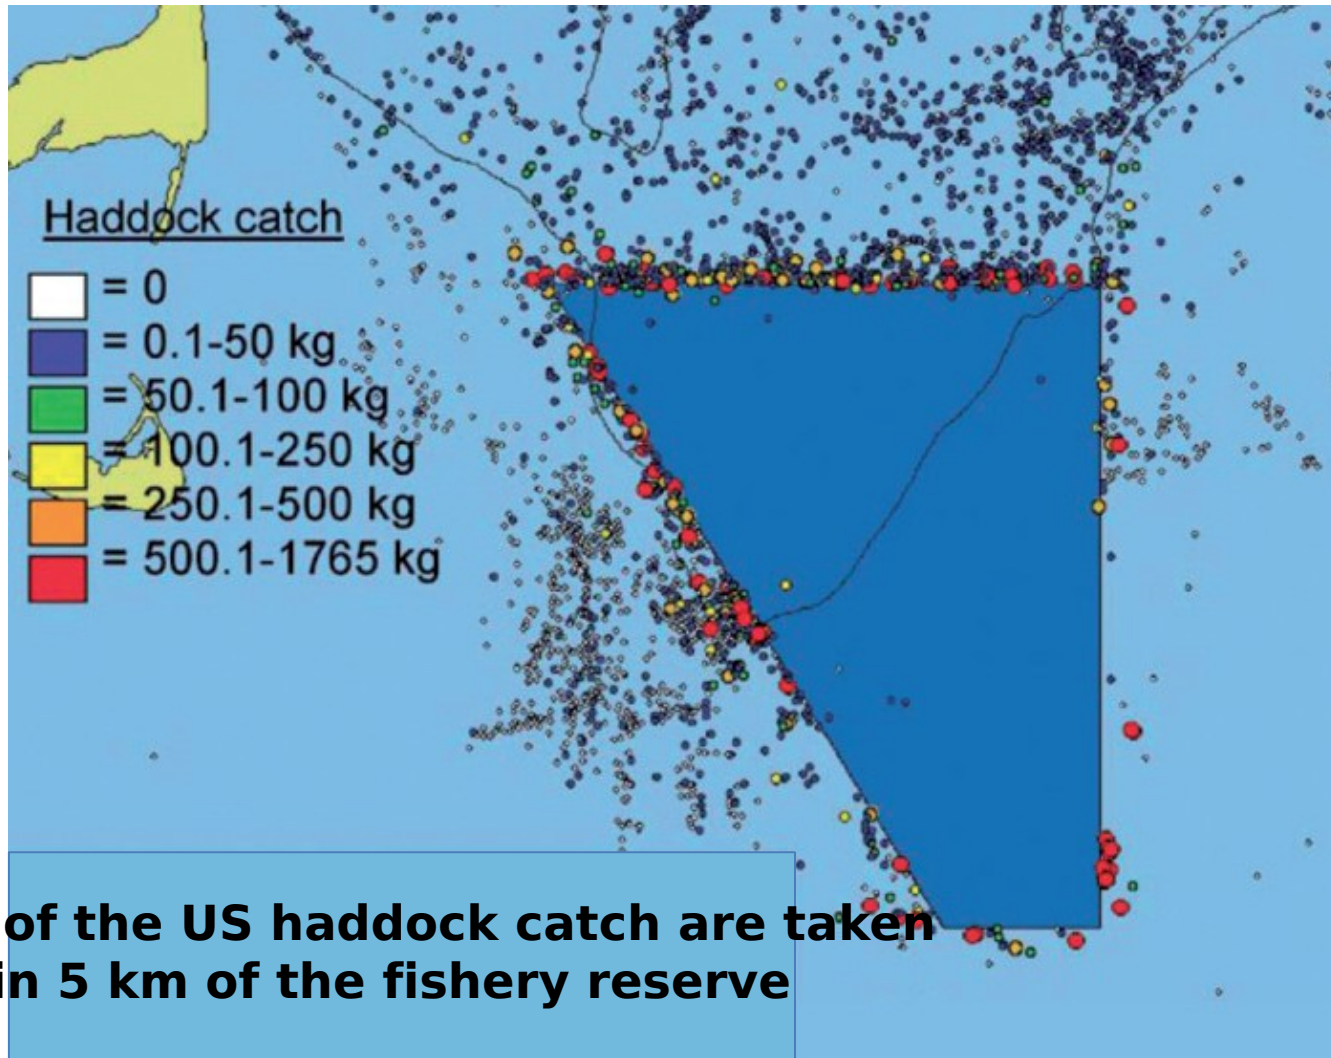 Haddock catch
= 0
= 0.1-50 kg
= 50.1-100 kg
= 100.1-250 kg
= 250.1-500 kg
= 500.1-1765 kg
of the US haddock catch are taken
in 5 km of the fishery reserve